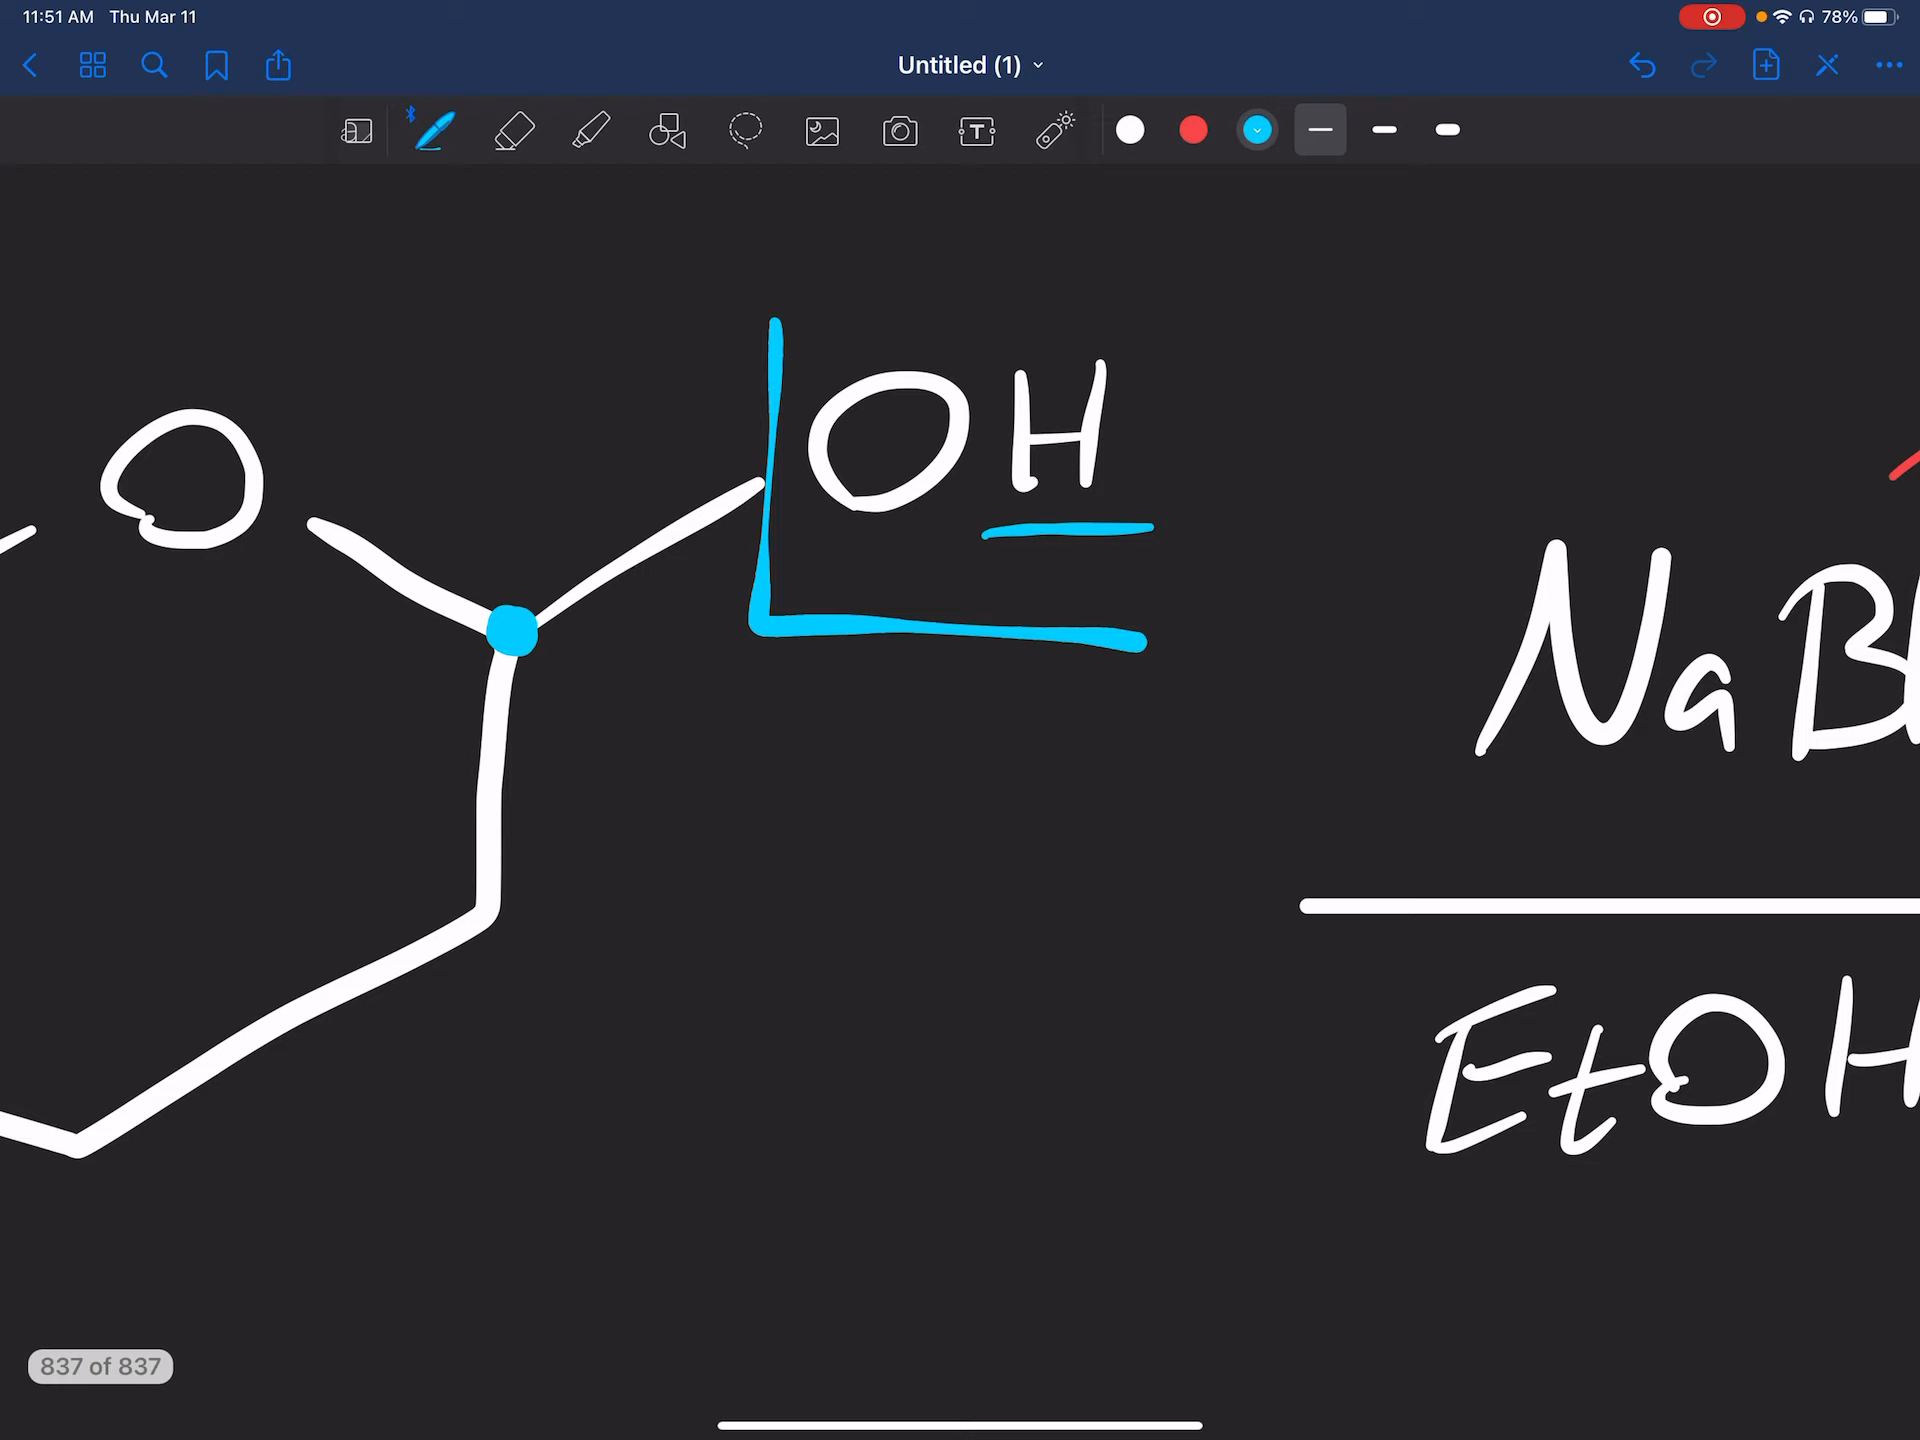 11:51 AM Thu Mar 11
78%
Untitled (1)
T
O
OH
NaB
EtOH
837 of 837